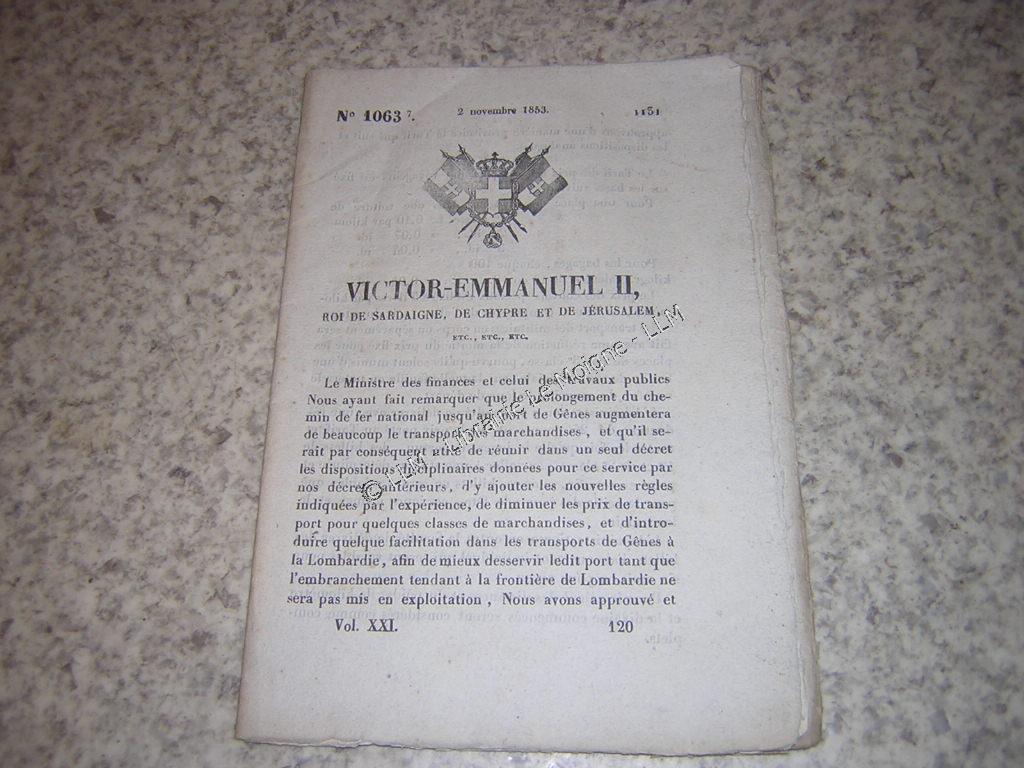 Nº 1063 7. 2 novembre 1853. 1131
VICTOR-EMMANUEL II,
ROI DE SARDAIGNE, DE CHYPRE ET DE JÉRUSALEM,
ETC., ETC., ETC.
Le Ministre des finances et celui des travaux publics
Nous ayant fait remarquer que le prolongement du che-
min de fer national jusqu'au port de Gênes augmentera
de beaucoup le transport de marchandises, et qu'il se-
rait par conséquent utile de réunir dans un seul décret
les dispositions disciplinaires données pour ce service par
nos décrets antérieurs, d'y ajouter les nouvelles règles
indiquées par l'expérience, de diminuer les prix de trans-
port pour quelques classes de marchandises, et d'intro-
duire quelque facilitation dans les transports de Gênes à
la Lombardie, afin de mieux desservir ledit port tant que
l'embranchement tendant à la frontière de Lombardie ne
sera pas mis en exploitation, Nous avons approuvé et
Vol. XXI. 120
© LLM - Librairie Le Moigne - LLM